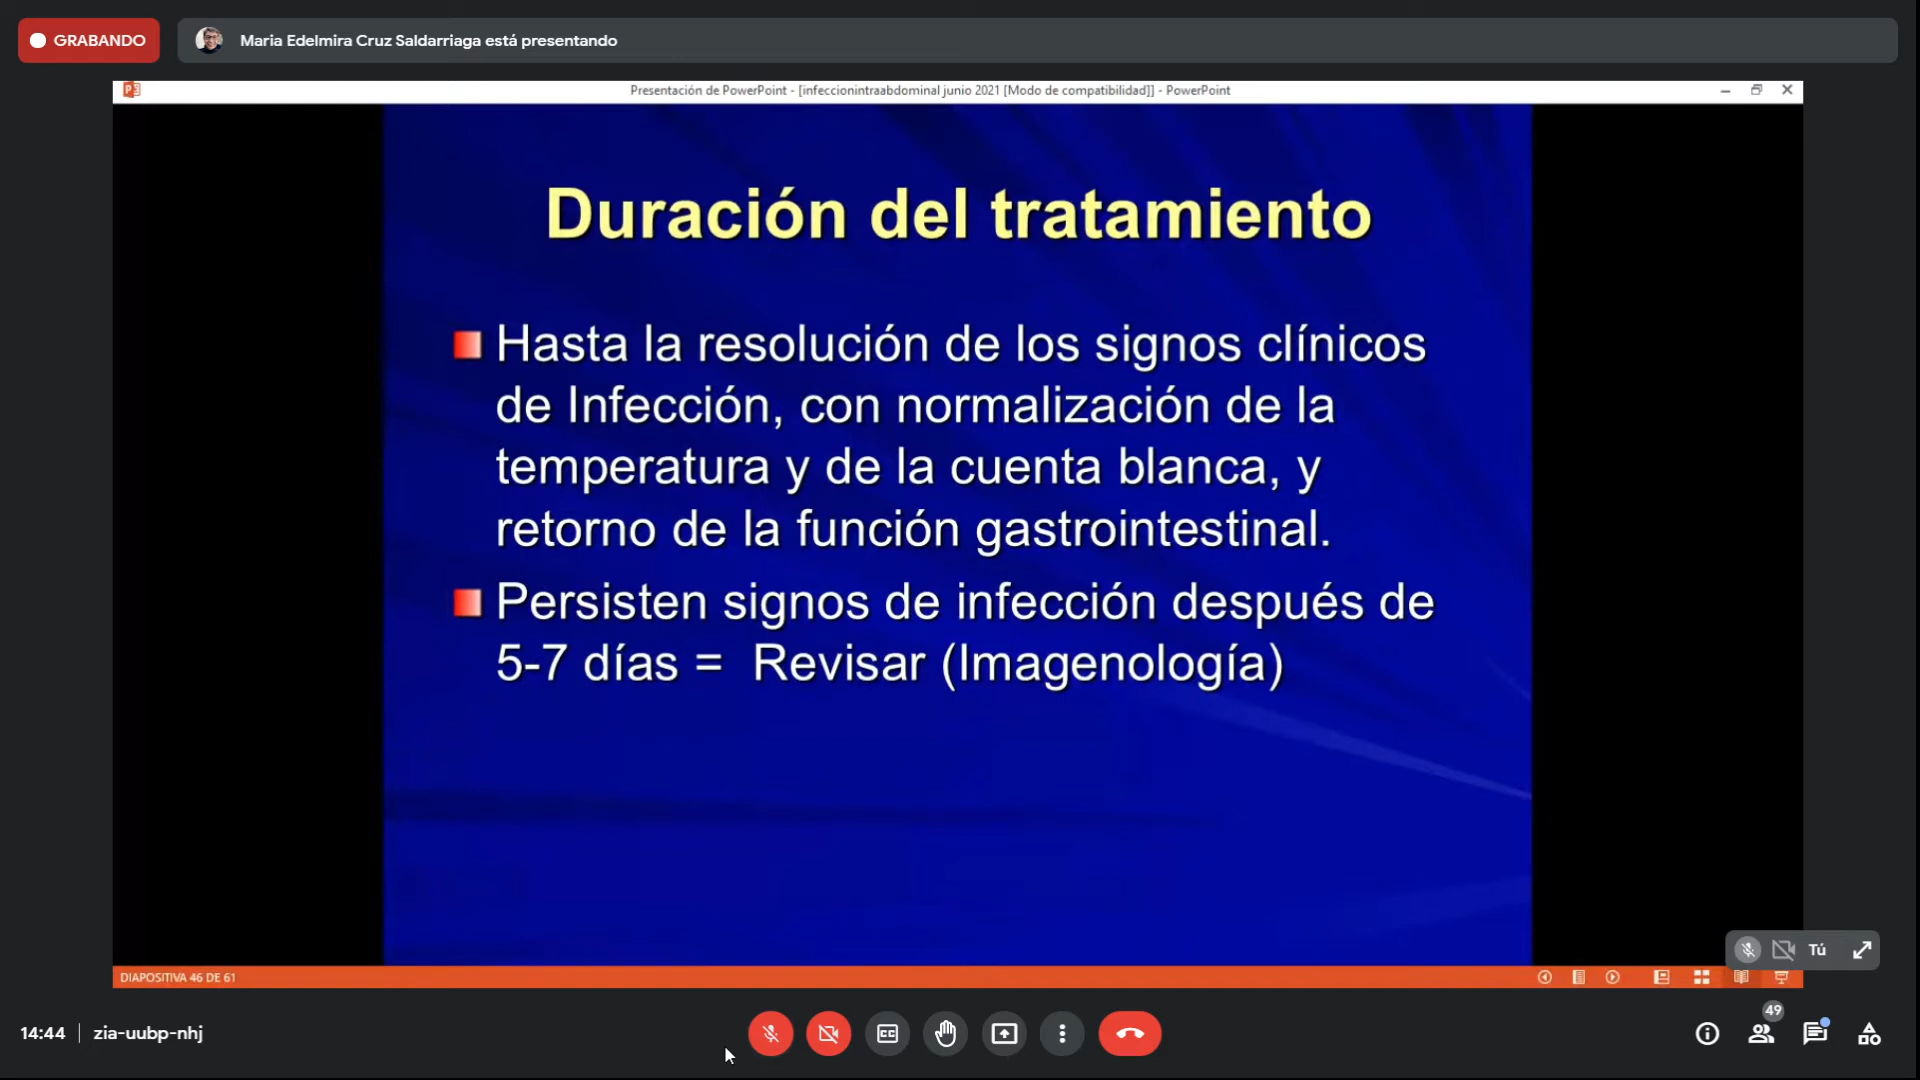 GRABANDO
Maria Edelmira Cruz Saldarriaga está presentando
Presentación de PowerPoint - [infeccionintraabdominal junio 2021 [Modo de compatibilidad]] - PowerPoint
Duración del tratamiento
Hasta la resolución de los signos clínicos
de Infección, con normalización de la
temperatura y de la cuenta blanca, y
retorno de la función gastrointestinal.
Persisten signos de infección después de
5-7 días = Revisar (Imagenología)
Tú
DIAPOSITIVA 46 DE 61
49
14:44 | zia-uubp-nhj
CC